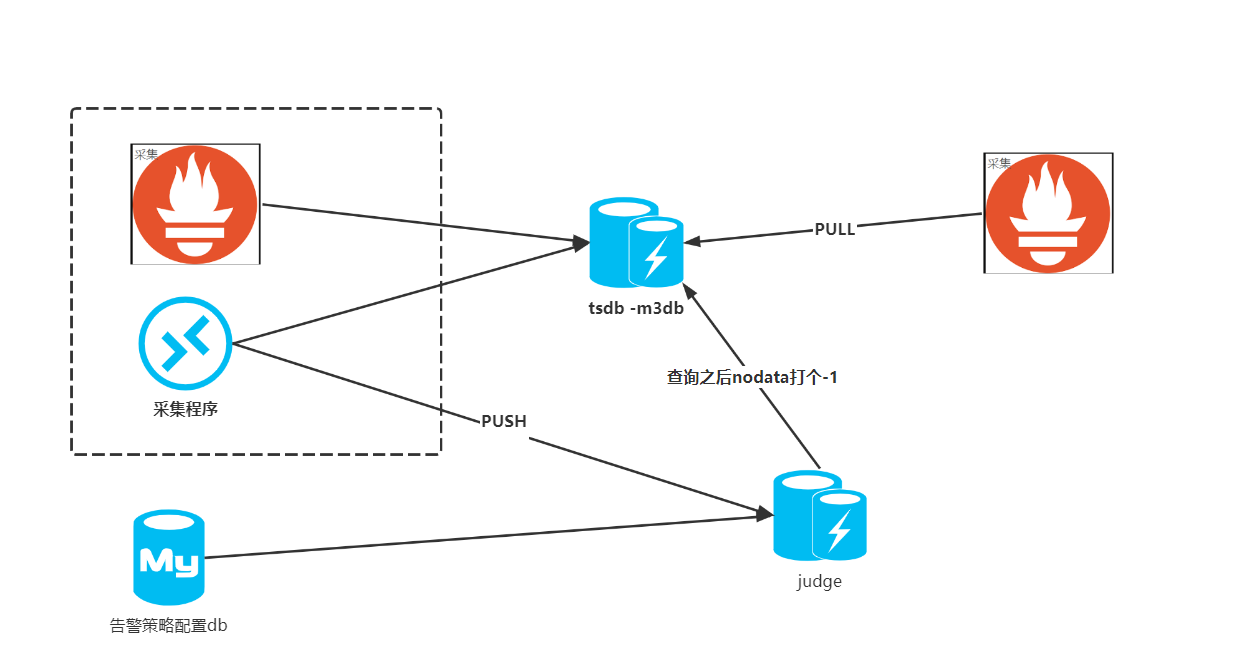 采集
采集
PULL
tsdb -m3db
查询之后nodata打个-1
采集程序
PUSH
My
judge
告警策略配置db